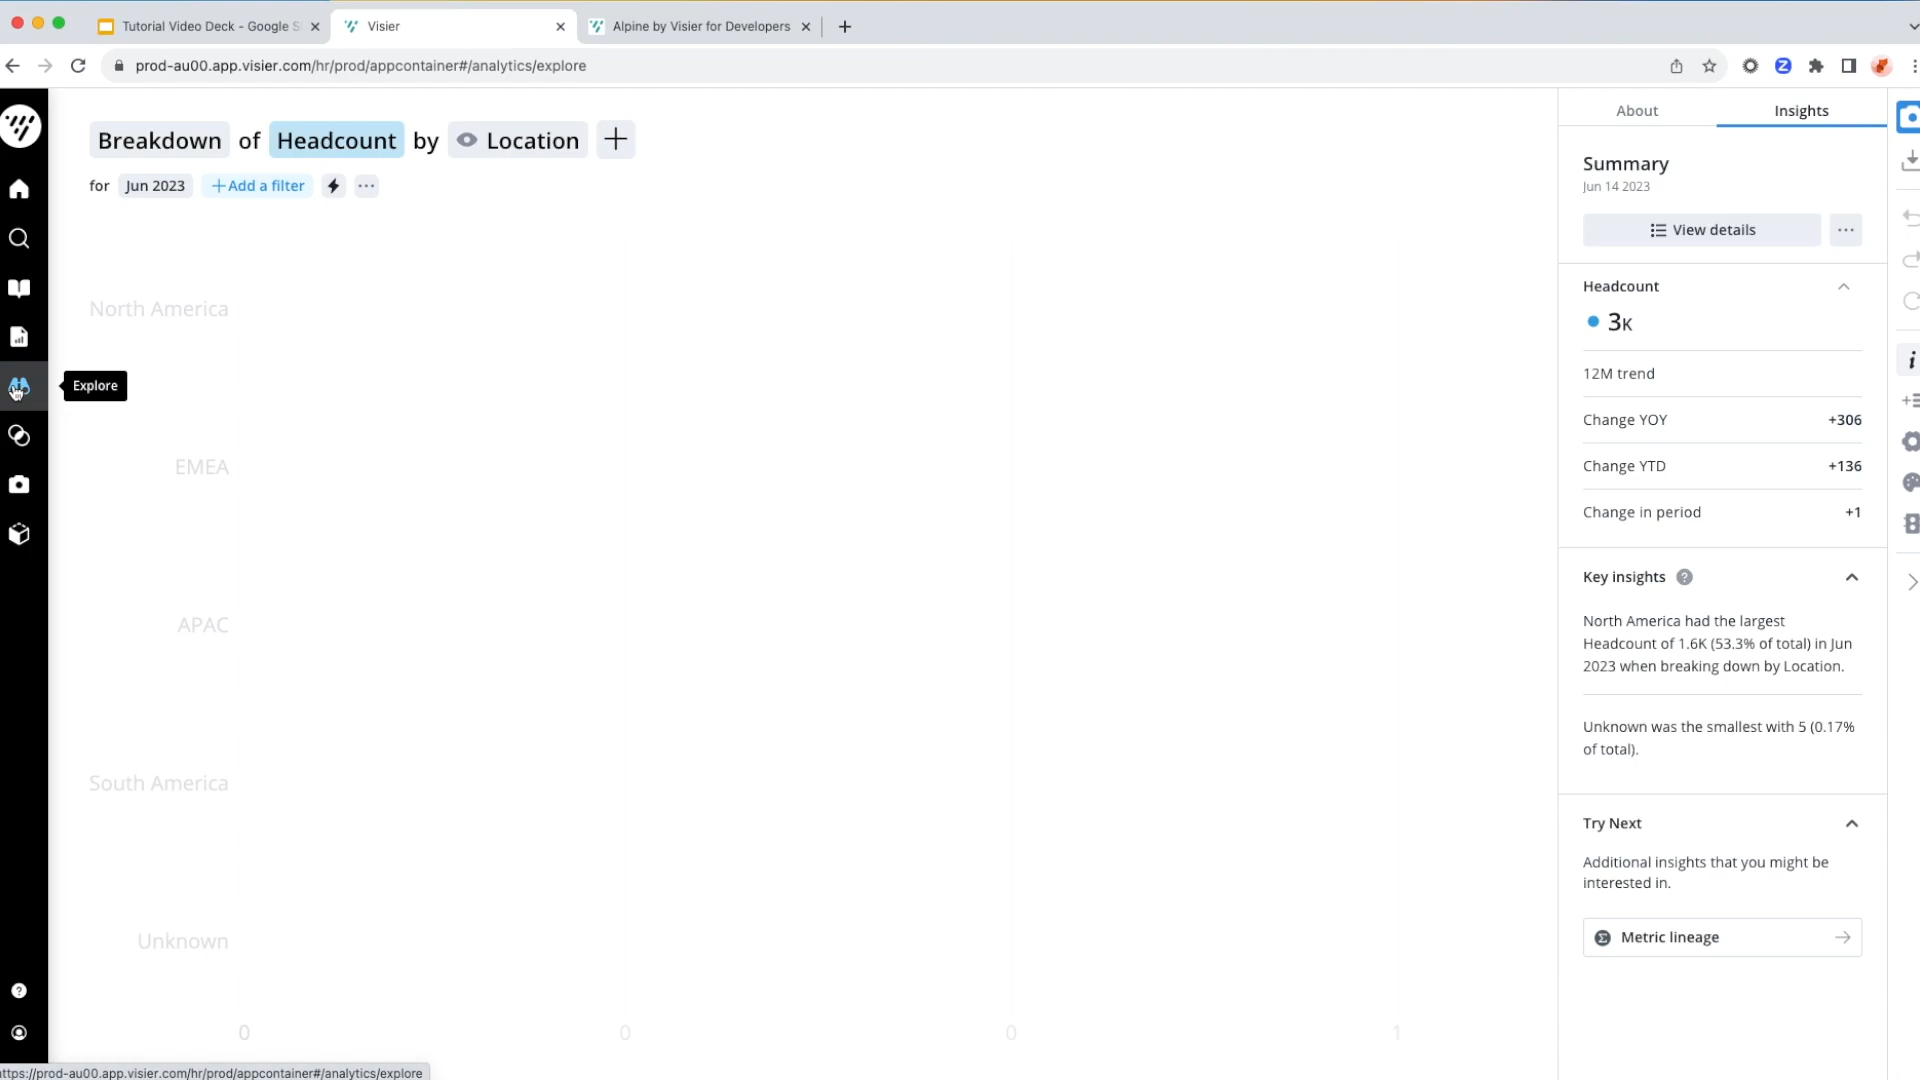 Tutorial Video Deck - Google S
Visier
Alpine by Visier for Developers
prod-au00.app.visier.com/hr/prod/appcontainer#/analytics/explore
Breakdown of Headcount by Location
for Jun 2023 +Add a filter
North America
EMEA
APAC
South America
Unknown
0 0 0 1
Explore
About Insights
Summary
Jun 14 2023
View details
Headcount
3K
12M trend
Change YOY +306
Change YTD +136
Change in period +1
Key insights
North America had the largest
Headcount of 1.6K (53.3% of total) in Jun
2023 when breaking down by Location.
Unknown was the smallest with 5 (0.17%
of total).
Try Next
Additional insights that you might be
interested in.
Metric lineage
ttps://prod-au00.app.visier.com/hr/prod/appcontainer#/analytics/explore